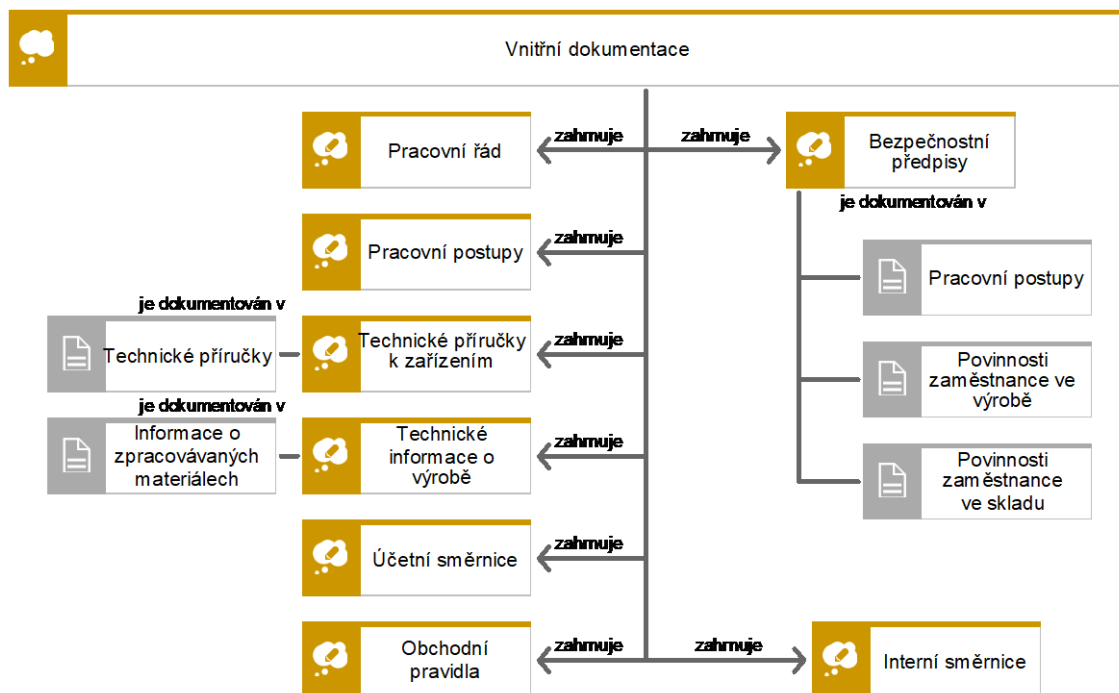 Vnitřní dokumentace
zahrnuje
zahrnuje
Pracovní řád
Bezpečnostní
předpisy
je dokumentován v
zahrnuje
Pracovní postupy
Pracovní postupy
je dokumentován v
zahrnuje
Technické příručky
Technické příručky
k zařízením
Povinnosti
zaměstnance ve
výrobě
je dokumentován v
zahrnuje
Informace o
zpracovávaných
materiálech
Technické
informace o
výrobě
Povinnosti
zaměstnance
ve skladu
zahrnuje
Účetní směrnice
zahrnuje
zahrnuje
Obchodní
pravidla
Interní směrnice